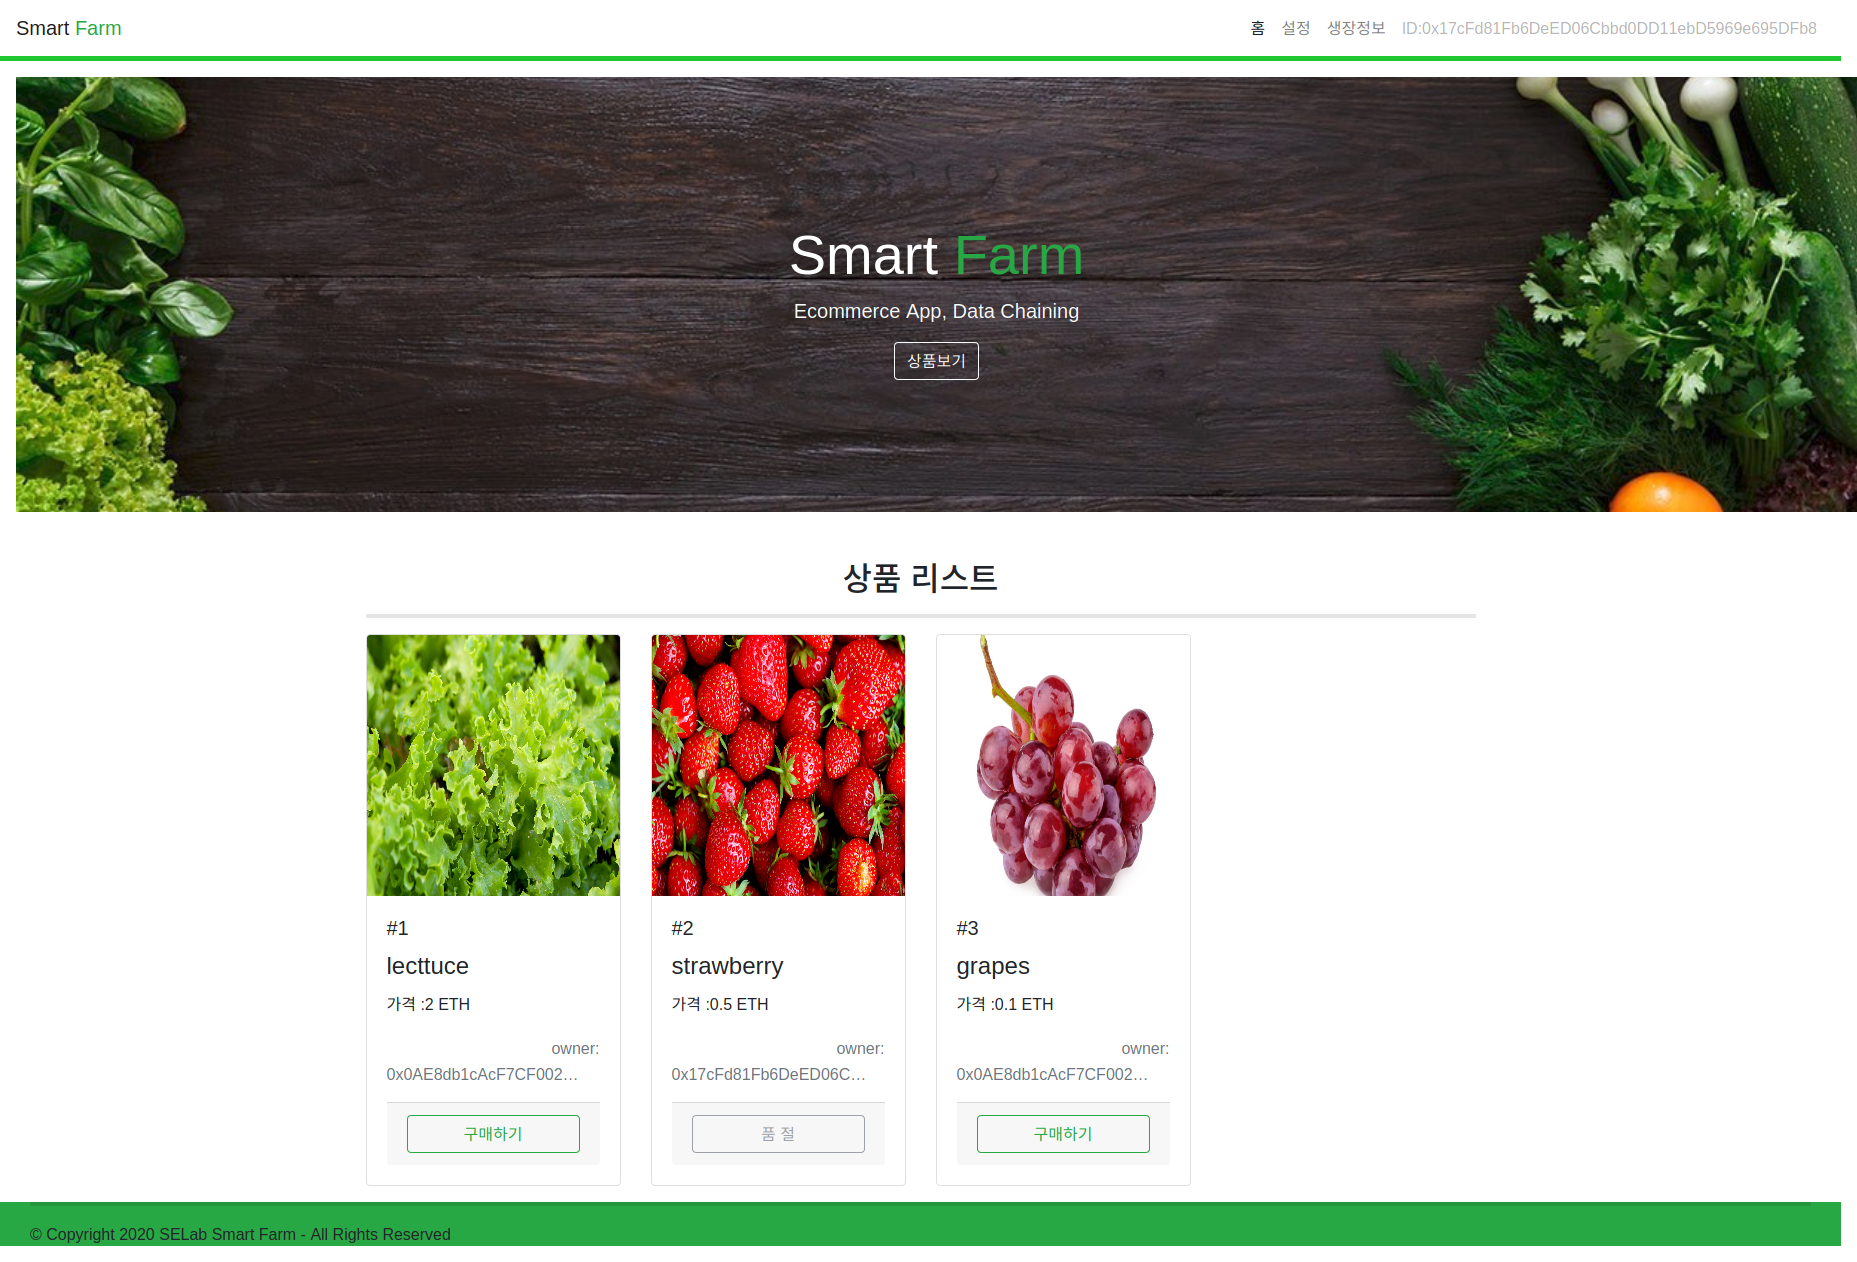 Smart Farm
홈 설정 생장정보 ID:0x17cFd81Fb6DeED06Cbbd0DD11ebD5969e695DFb8
Smart Farm
Ecommerce App, Data Chaining
상품보기
상품 리스트
#1
lecttuce
가격 :2 ETH
owner:
0x0AE8db1cAcF7CF002…
구매하기
#2
strawberry
가격 :0.5 ETH
owner:
0x17cFd81Fb6DeED06C…
품 절
#3
grapes
가격 :0.1 ETH
owner:
0x0AE8db1cAcF7CF002…
구매하기
© Copyright 2020 SELab Smart Farm - All Rights Reserved